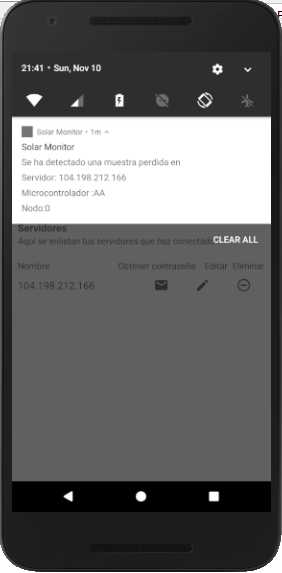 21:41 • Sun, Nov 10
Solar Monitor • 1m
Solar Monitor
Se ha detectado una muestra perdida en
Servidor: 104.198.212.166
Microcontrolador :AA
Nodo:0
Servidores
Aquí se enlistan tus servidores que haz conectado
CLEAR ALL
Nombre Obtener contraseña Editar Eliminar
104.198.212.166